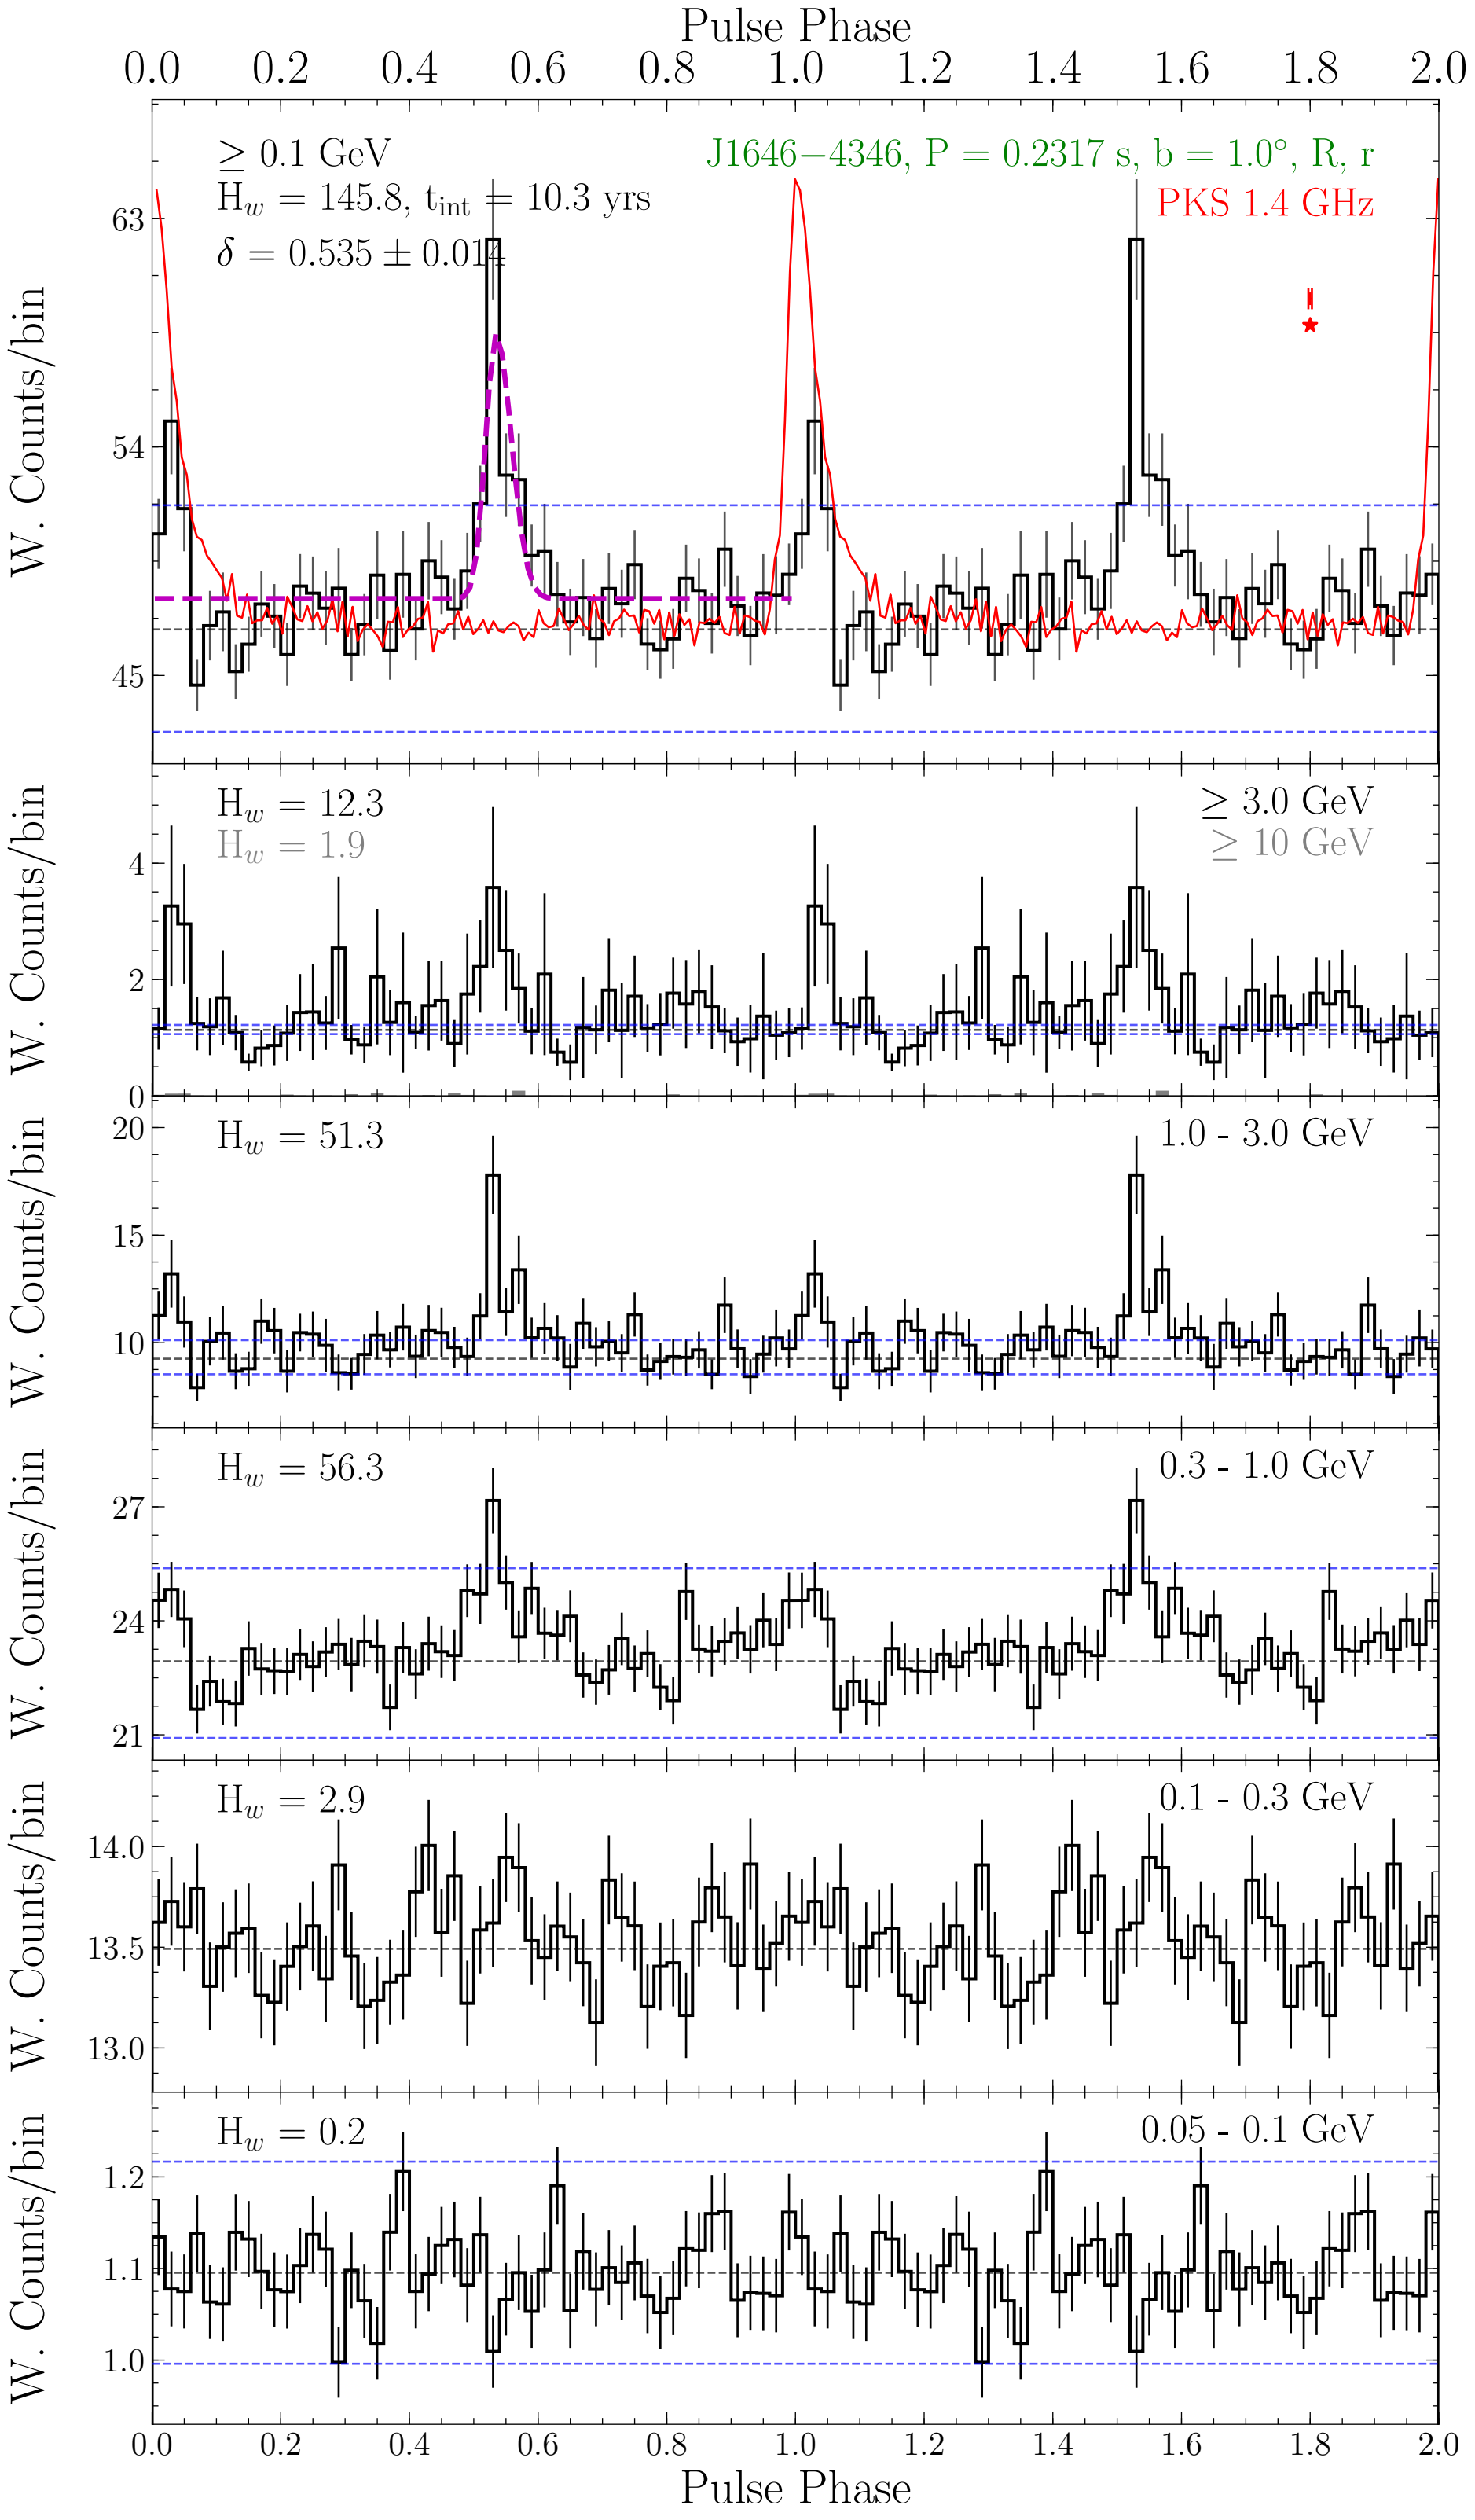 Pulse Phase
0.0 0.2 0.4 0.6 0.8 1.0 1.2 1.4 1.6 1.8 2.0
≥ 0.1 GeV
J1646−4346, P = 0.2317 s, b = 1.0°, R, r
H_w = 145.8, t_int = 10.3 yrs
PKS 1.4 GHz
δ = 0.535 ± 0.014
63
54
45
W. Counts/bin
H_w = 12.3
≥ 3.0 GeV
H_w = 1.9
≥ 10 GeV
4
2
0
W. Counts/bin
H_w = 51.3
1.0 - 3.0 GeV
20
15
10
W. Counts/bin
H_w = 56.3
0.3 - 1.0 GeV
27
24
21
W. Counts/bin
H_w = 2.9
0.1 - 0.3 GeV
14.0
13.5
13.0
W. Counts/bin
H_w = 0.2
0.05 - 0.1 GeV
1.2
1.1
1.0
W. Counts/bin
0.0 0.2 0.4 0.6 0.8 1.0 1.2 1.4 1.6 1.8 2.0
Pulse Phase